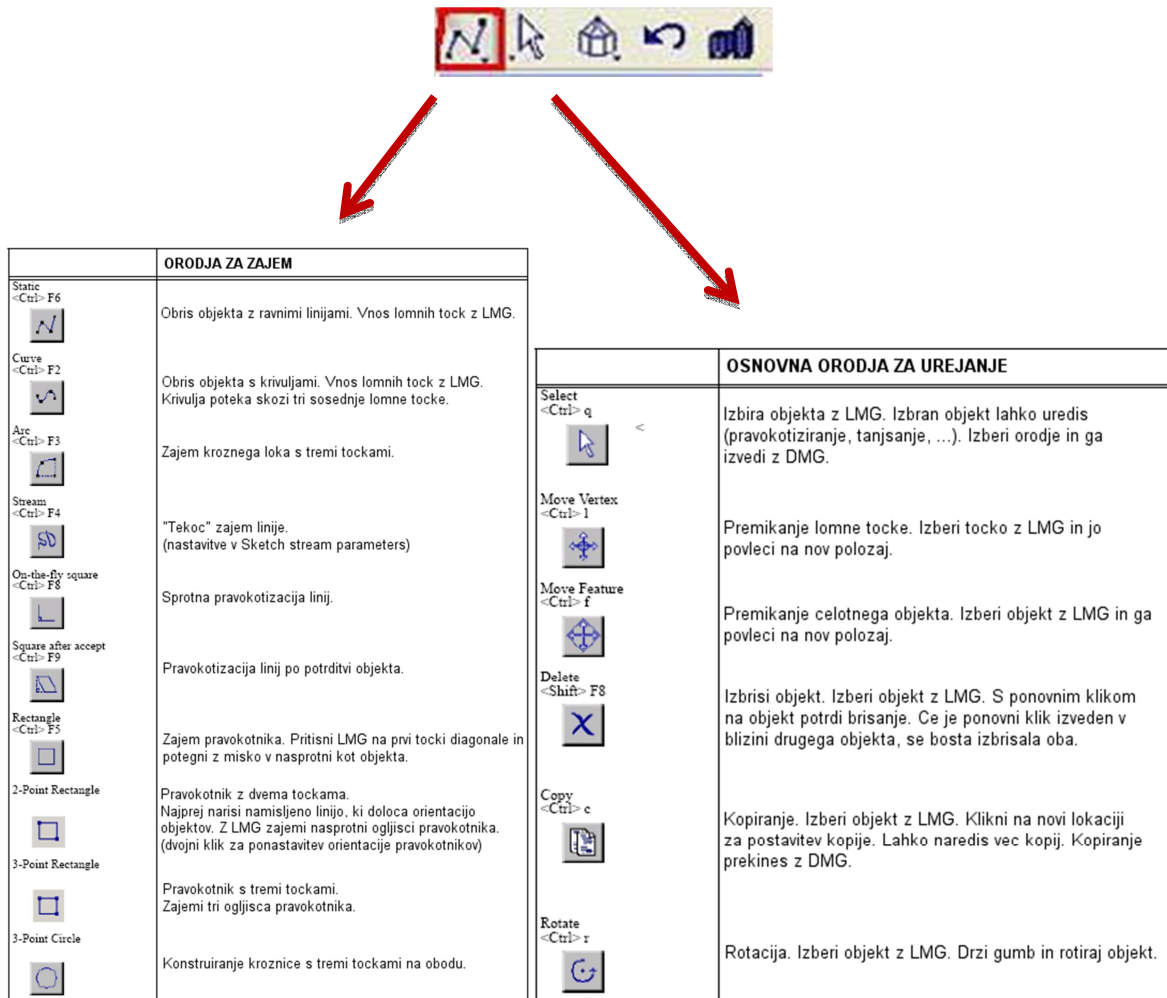 ORODJA ZA ZAJEM
Static
<Ctrl> F6
Obris objekta z ravnimi linijami. Vnos lomnih tock z LMG.
Curve
<Ctrl> F2
Obris objekta s krivuljami. Vnos lomnih tock z LMG.
Krivulja poteka skozi tri sosednje lomne tocke.
Arc
<Ctrl> F3
Zajem kroznega loka s tremi tockami.
Stream
<Ctrl> F4
"Tekoc" zajem linije.
(nastavitve v Sketch stream parameters)
On-the-fly square
<Ctrl> F8
Sprotna pravokotizacija linij.
Square after accept
<Ctrl> F9
Pravokotizacija linij po potrditvi objekta.
Rectangle
<Ctrl> F5
Zajem pravokotnika. Pritisni LMG na prvi tocki diagonale in
potegni z misko v nasprotni kot objekta.
2-Point Rectangle
Pravokotnik z dvema tockama.
Najprej narisi namisljeno linijo, ki doloca orientacijo
objektov. Z LMG zajemi nasprotni ogljisci pravokotnika.
(dvojni klik za ponastavitev orientacije pravokotnikov)
3-Point Rectangle
Pravokotnik s tremi tockami.
Zajemi tri ogljisca pravokotnika.
3-Point Circle
Konstruiranje kroznice s tremi tockami na obodu.
OSNOVNA ORODJA ZA UREJANJE
Select
<Ctrl> q
<
Izbira objekta z LMG. Izbran objekt lahko uredis
(pravokotiziranje, tanjsanje, ...). Izberi orodje in ga
izvedi z DMG.
Move Vertex
<Ctrl> l
Premikanje lomne tocke. Izberi tocko z LMG in jo
povleci na nov polozaj.
Move Feature
<Ctrl> f
Premikanje celotnega objekta. Izberi objekt z LMG in ga
povleci na nov polozaj.
Delete
<Shift> F8
Izbrisi objekt. Izberi objekt z LMG. S ponovnim klikom
na objekt potrdi brisanje. Ce je ponovni klik izveden v
blizini drugega objekta, se bosta izbrisala oba.
Copy
<Ctrl> c
Kopiranje. Izberi objekt z LMG. Klikni na novi lokaciji
za postavitev kopije. Lahko naredis vec kopij. Kopiranje
prekines z DMG.
Rotate
<Ctrl> r
Rotacija. Izberi objekt z LMG. Drzi gumb in rotiraj objekt.